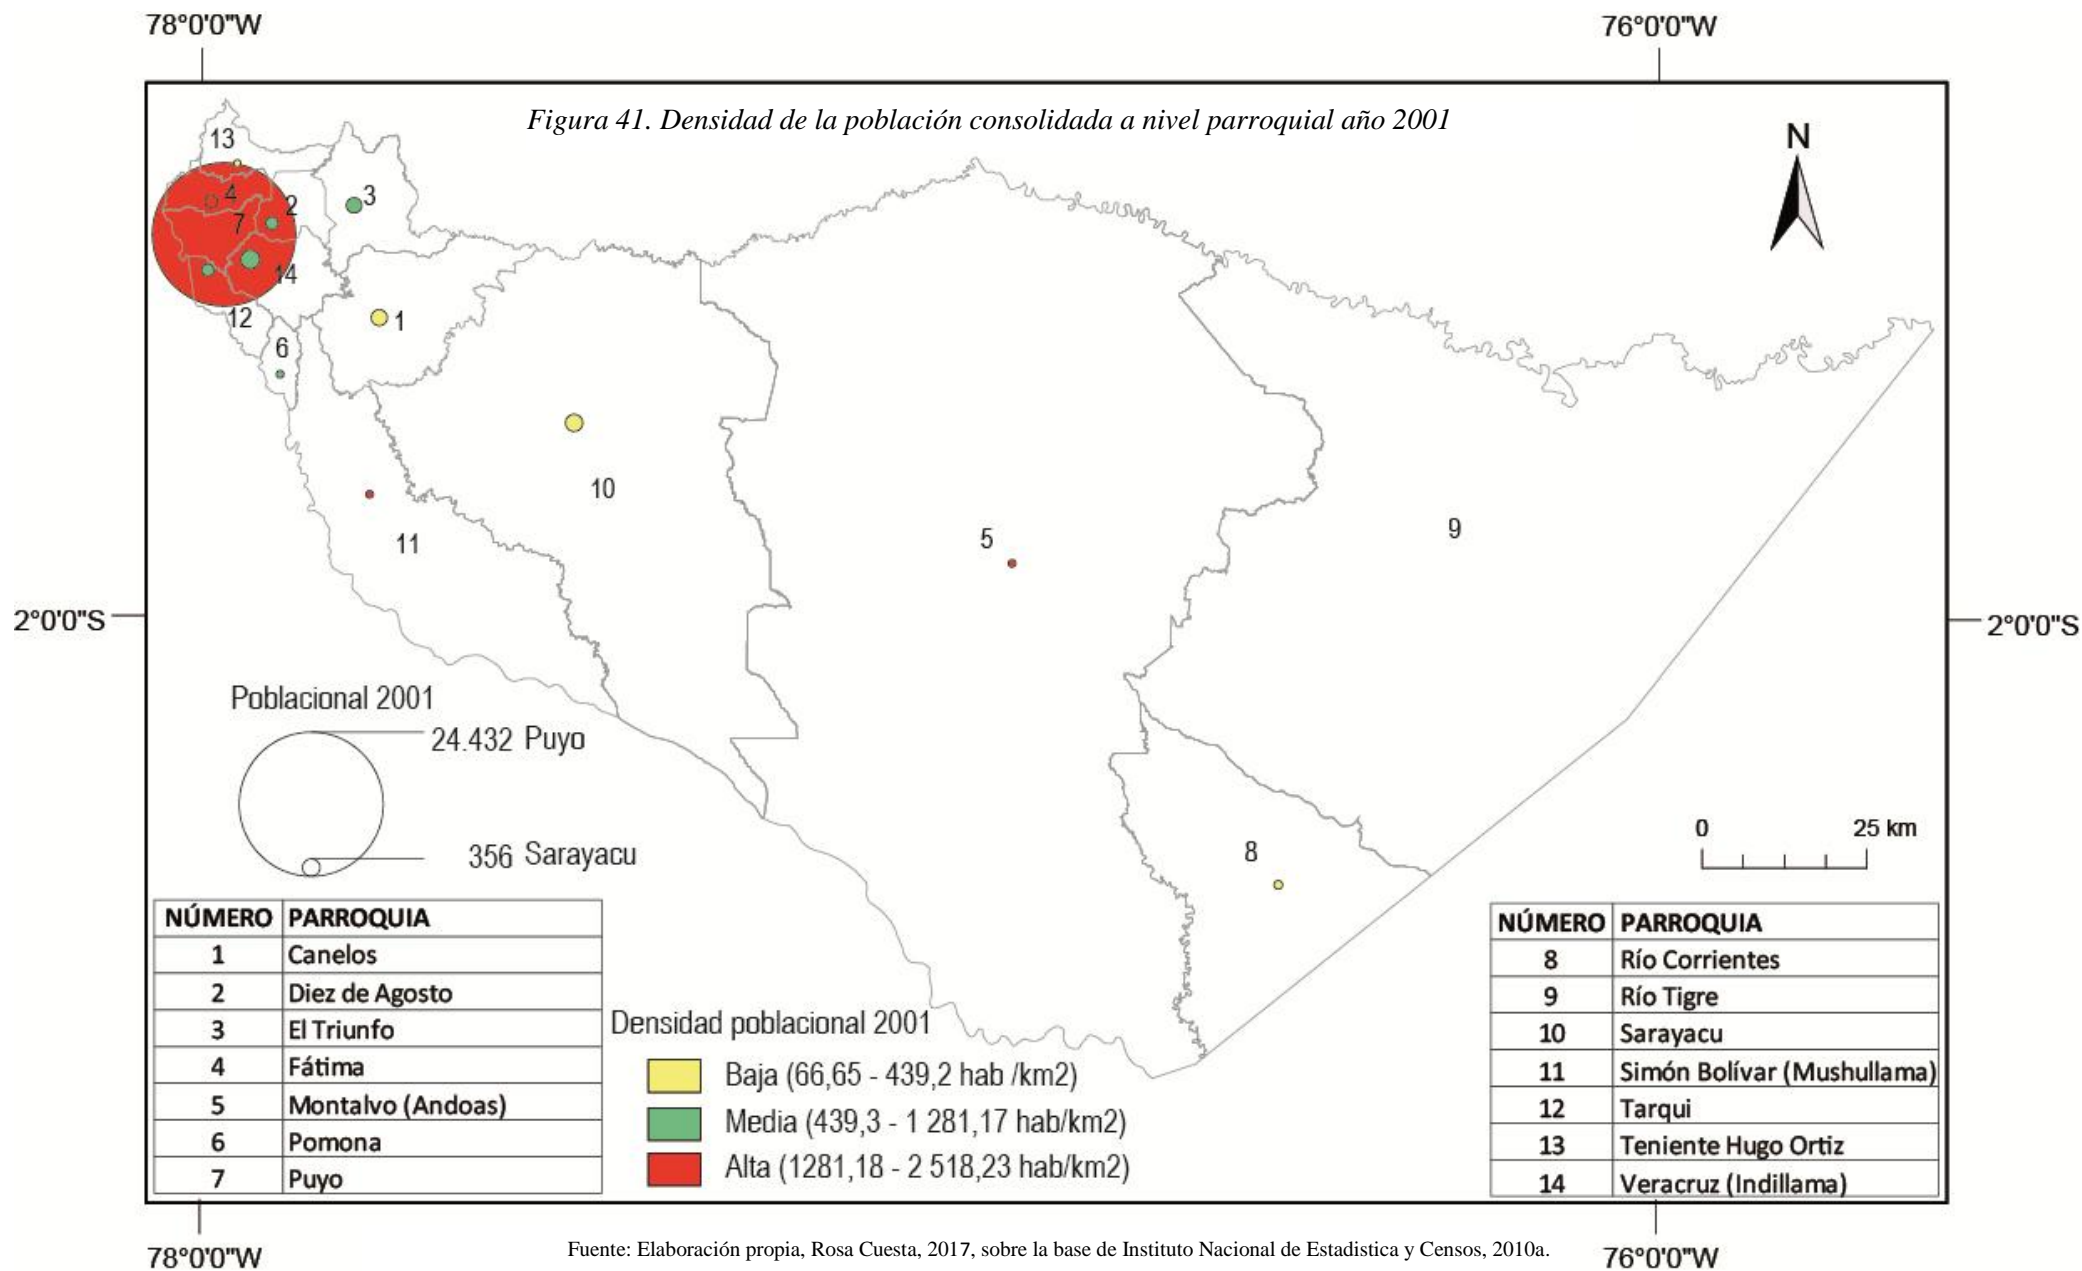 78°0'0"W 76°0'0"W
Figura 41. Densidad de la población consolidada a nivel parroquial año 2001
N
13
4
3
2
7
14
12
1
6
10
5
9
11
2°0'0"S 2°0'0"S
Poblacional 2001
24.432 Puyo
356 Sarayacu
8
0 25 km
NÚMERO PARROQUIA
1 Canelos
2 Diez de Agosto
3 El Triunfo
4 Fátima
5 Montalvo (Andoas)
6 Pomona
7 Puyo
Densidad poblacional 2001
Baja (66,65 - 439,2 hab /km2)
Media (439,3 - 1 281,17 hab/km2)
Alta (1281,18 - 2 518,23 hab/km2)
NÚMERO PARROQUIA
8 Río Corrientes
9 Río Tigre
10 Sarayacu
11 Simón Bolívar (Mushullama)
12 Tarqui
13 Teniente Hugo Ortiz
14 Veracruz (Indillama)
78°0'0"W 76°0'0"W
Fuente: Elaboración propia, Rosa Cuesta, 2017, sobre la base de Instituto Nacional de Estadistica y Censos, 2010a.